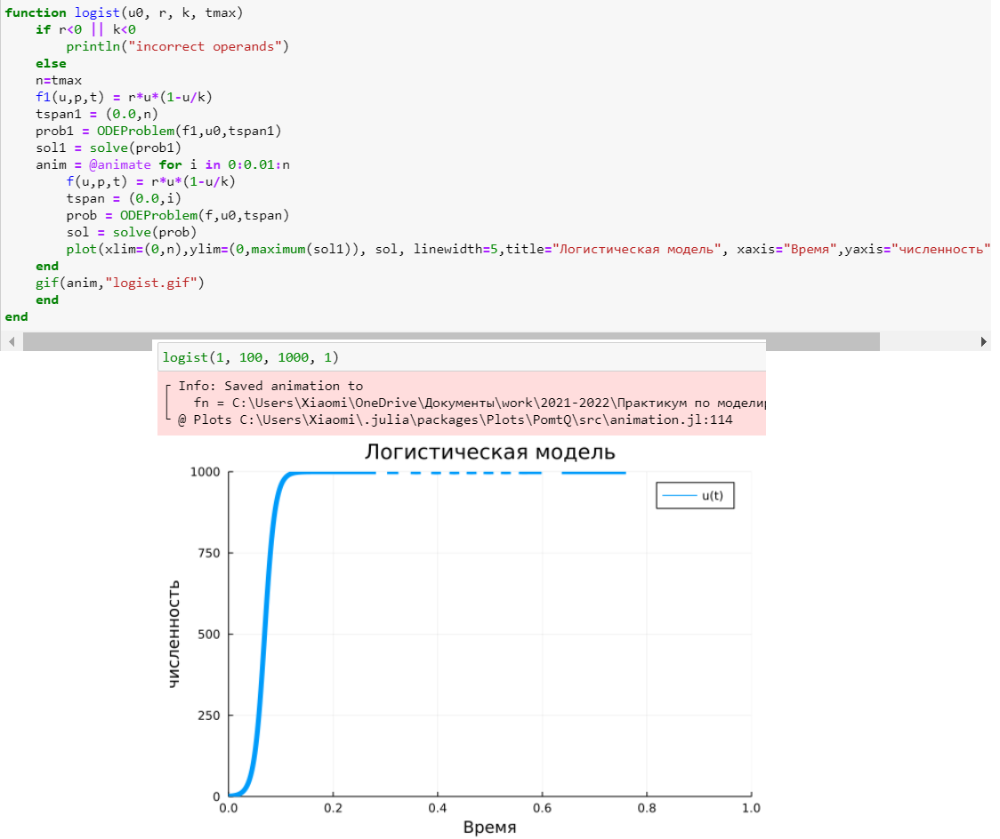 function logist(u0, r, k, tmax)
    if r<0 || k<0
        println("incorrect operands")
    else
    n=tmax
    f1(u,p,t) = r*u*(1-u/k)
    tspan1 = (0.0,n)
    prob1 = ODEProblem(f1,u0,tspan1)
    sol1 = solve(prob1)
    anim = @animate for i in 0:0.01:n
        f(u,p,t) = r*u*(1-u/k)
        tspan = (0.0,i)
        prob = ODEProblem(f,u0,tspan)
        sol = solve(prob)
        plot(xlim=(0,n),ylim=(0,maximum(sol1)), sol, linewidth=5,title="Логистическая модель", xaxis="Время",yaxis="численность"
    end
    gif(anim,"logist.gif")
    end
end
logist(1, 100, 1000, 1)
┌ Info: Saved animation to
│   fn = C:\Users\Xiaomi\OneDrive\Документы\work\2021-2022\Практикум по модели
└ @ Plots C:\Users\Xiaomi\.julia\packages\Plots\PomtQ\src\animation.jl:114
Логистическая модель
1000
750
500
250
0
численность
u(t)
0.0 0.2 0.4 0.6 0.8 1.0
Время